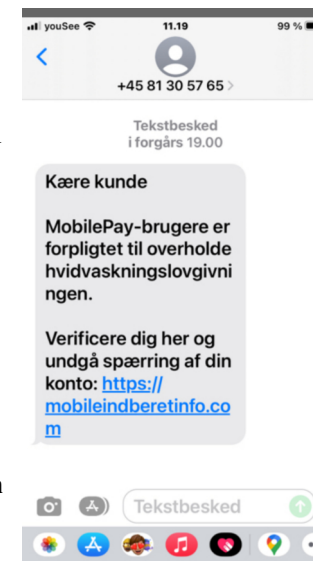 youSee
11.19
99 %
+45 81 30 57 65
Tekstbesked
i forgårs 19.00
Kære kunde
MobilePay-brugere er
forpligtet til overholde
hvidvaskningslovgivni
ngen.
Verificere dig her og
undgå spærring af din
konto: https://
mobileindberetinfo.co
m
Tekstbesked